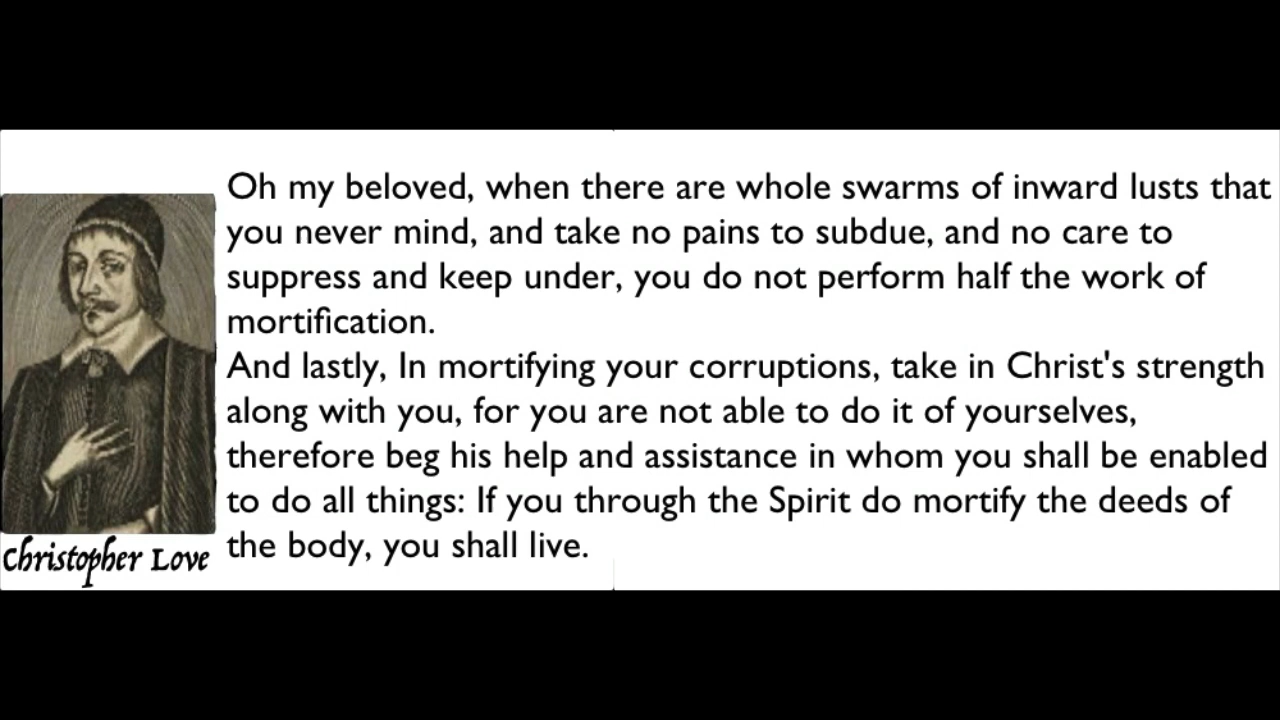 Oh my beloved, when there are whole swarms of inward lusts that
you never mind, and take no pains to subdue, and no care to
suppress and keep under, you do not perform half the work of
mortification.
And lastly, In mortifying your corruptions, take in Christ's strength
along with you, for you are not able to do it of yourselves,
therefore beg his help and assistance in whom you shall be enabled
to do all things: If you through the Spirit do mortify the deeds of
the body, you shall live.
Christopher Love